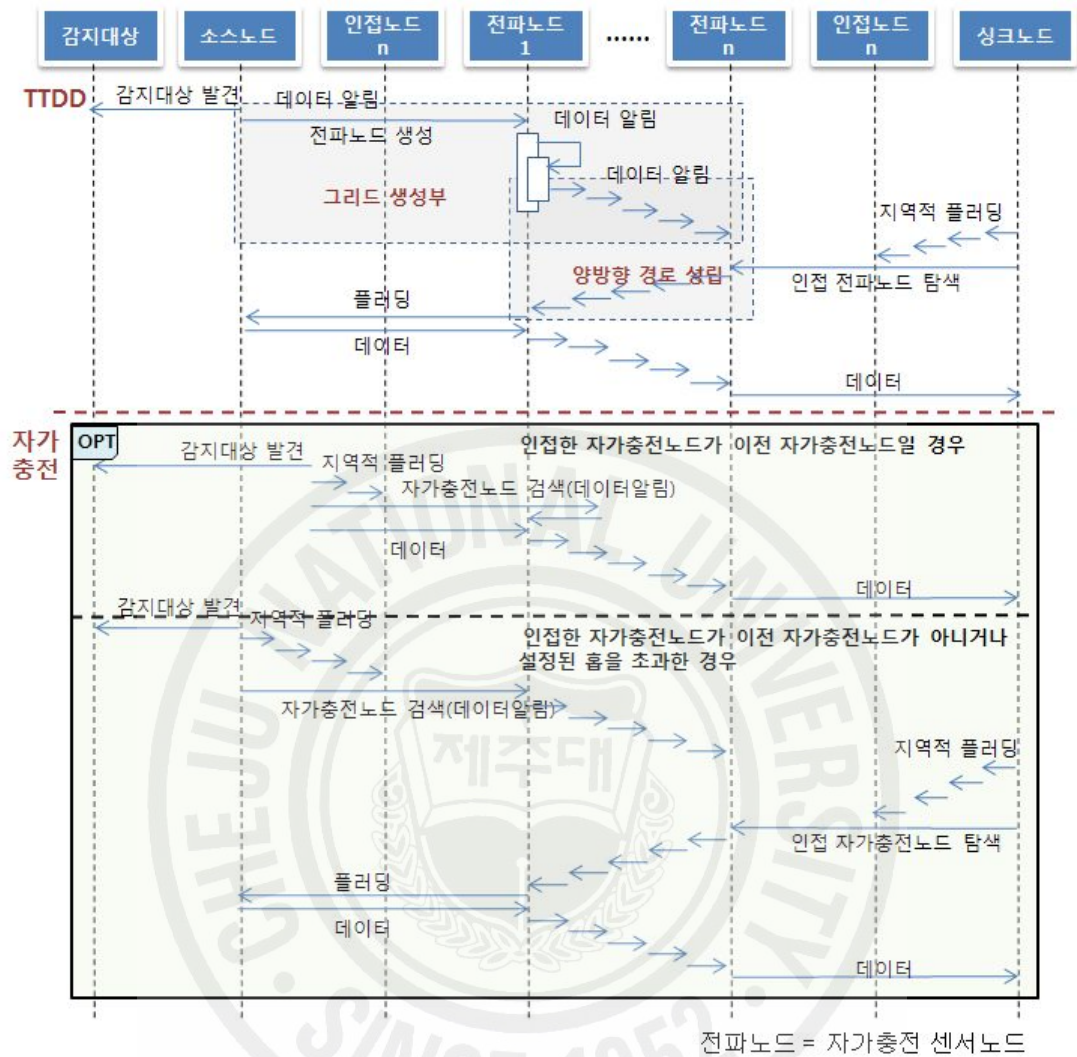 감지대상
소스노드
인접노드
n
전파노드
1
......
전파노드
n
인접노드
n
싱크노드
TTDD
감지대상 발견
데이터 알림
전파노드 생성
데이터 알림
데이터 알림
그리드 생성부
지역적 플러딩
양방향 경로 성립
인접 전파노드 탐색
플러딩
데이터
데이터
자가
충전
OPT
인접한 자가충전노드가 이전 자가충전노드일 경우
감지대상 발견
지역적 플러딩
자가충전노드 검색(데이터알림)
데이터
데이터
감지대상 발견
지역적 플러딩
인접한 자가충전노드가 이전 자가충전노드가 아니거나
설정된 홉을 초과한 경우
자가충전노드 검색(데이터알림)
지역적 플러딩
인접 자가충전노드 탐색
플러딩
데이터
데이터
전파노드 = 자가충전 센서노드
CHEJU NATIONAL UNIVERSITY
제주대
SINCE 1952